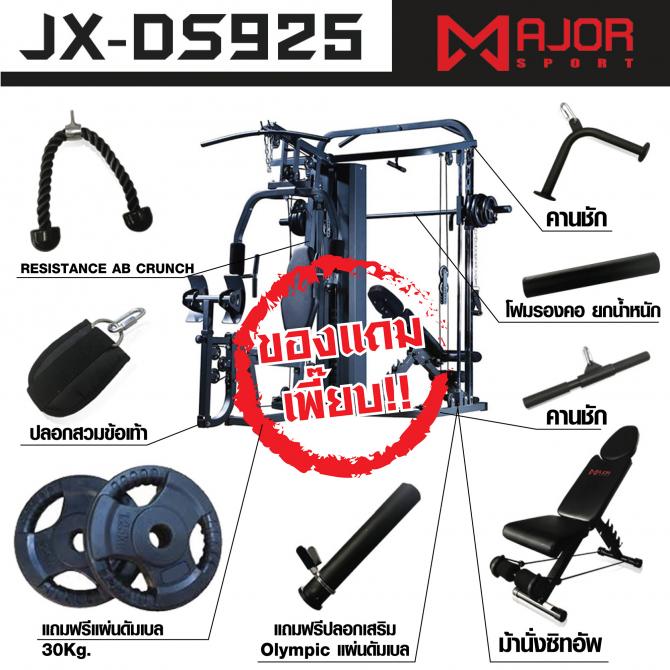 JX-DS925
MAJOR
SPORT
RESISTANCE AB CRUNCH
คานชัก
โฟมรองคอ ยกน้ำหนัก
ของแถม
เพี๊ยบ!!
ปลอกสวมข้อเท้า
คานชัก
MAJOR
แถมฟรีแผ่นดัมเบล
30Kg.
แถมฟรีปลอกเสริม
Olympic แผ่นดัมเบล
ม้านั่งซิทอัพ